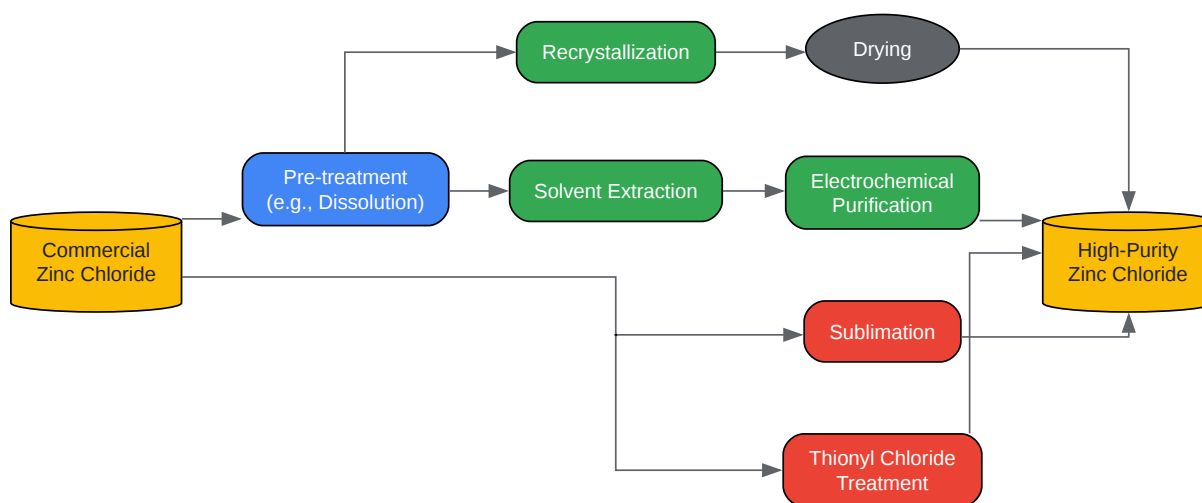 Recrystallization
Drying
Pre-treatment
(e.g., Dissolution)
Solvent Extraction
Electrochemical
Purification
Commercial
Zinc Chloride
High-Purity
Zinc Chloride
Sublimation
Thionyl Chloride
Treatment